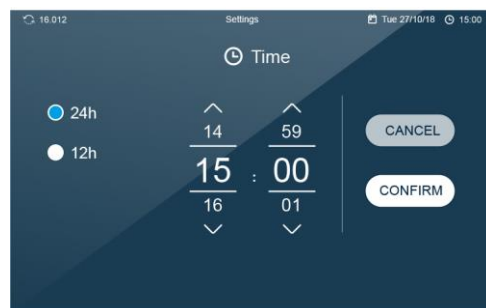 16.012 Settings Tue 27/10/18 15:00
Time
24h
12h
14 59
15 : 00
16 01
CANCEL
CONFIRM